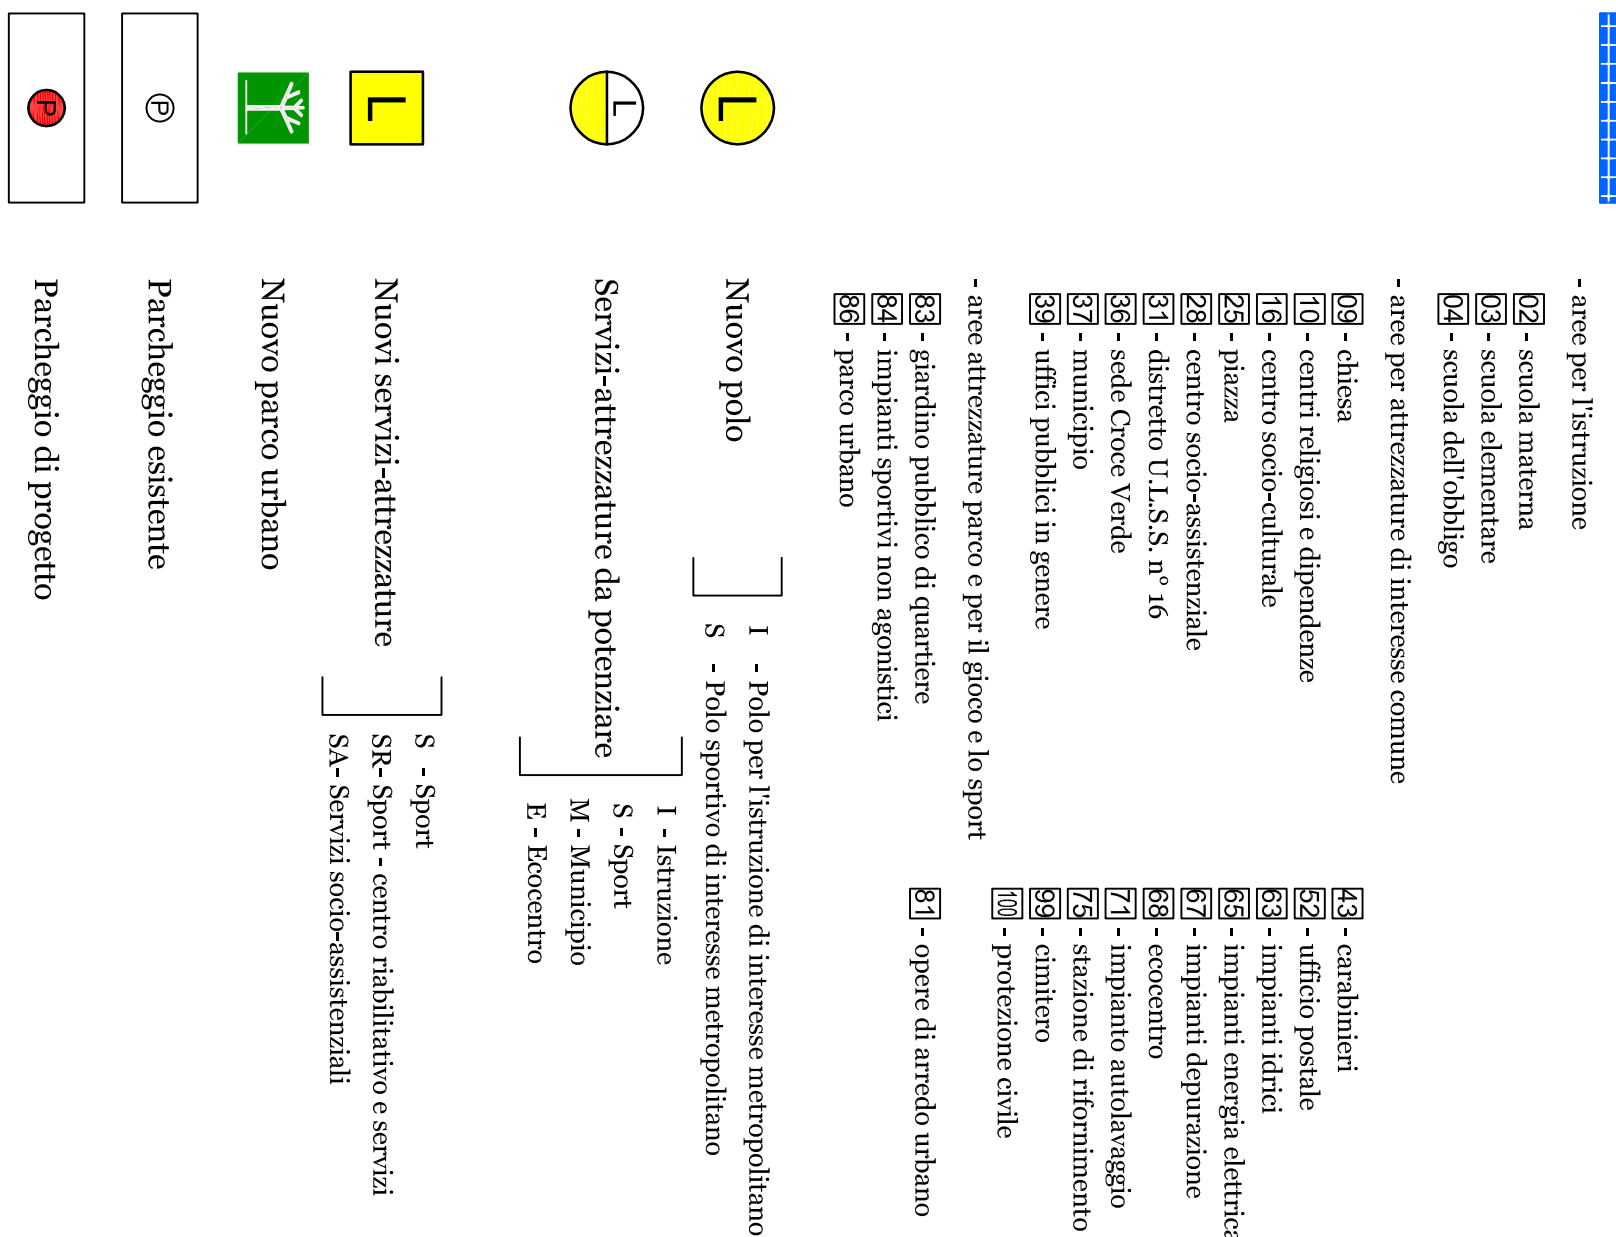 - aree per l'istruzione
02 - scuola materna
03 - scuola elementare
04 - scuola dell'obbligo
- aree per attrezzature di interesse comune
09 - chiesa
10 - centri religiosi e dipendenze
16 - centro socio-culturale
25 - piazza
28 - centro socio-assistenziale
31 - distretto U.L.S.S. n° 16
36 - sede Croce Verde
37 - municipio
39 - uffici pubblici in genere
43 - carabinieri
52 - ufficio postale
63 - impianti idrici
65 - impianti energia elettrica
67 - impianti depurazione
68 - ecocentro
71 - impianto autolavaggio
75 - stazione di rifornimento
99 - cimitero
100 - protezione civile
- aree attrezzature parco e per il gioco e lo sport
83 - giardino pubblico di quartiere
84 - impianti sportivi non agonistici
86 - parco urbano
81 - opere di arredo urbano
L Nuovo polo
I - Polo per l'istruzione di interesse metropolitano
S - Polo sportivo di interesse metropolitano
L Servizi-attrezzature da potenziare
I - Istruzione
S - Sport
M - Municipio
E - Ecocentro
L Nuovi servizi-attrezzature
S - Sport
SR- Sport - centro riabilitativo e servizi
SA- Servizi socio-assistenziali
Nuovo parco urbano
P Parcheggio esistente
P Parcheggio di progetto